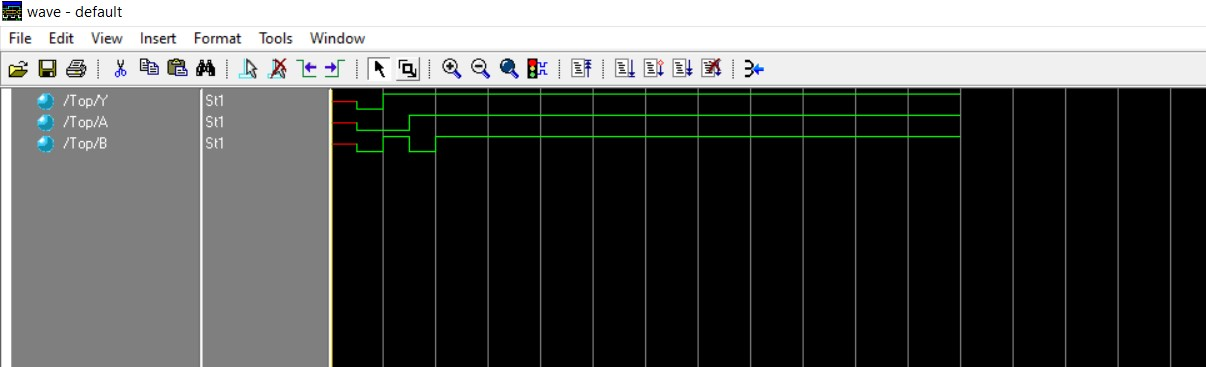 wave - default
File Edit View Insert Format Tools Window
/Top/Y St1
/Top/A St1
/Top/B St1